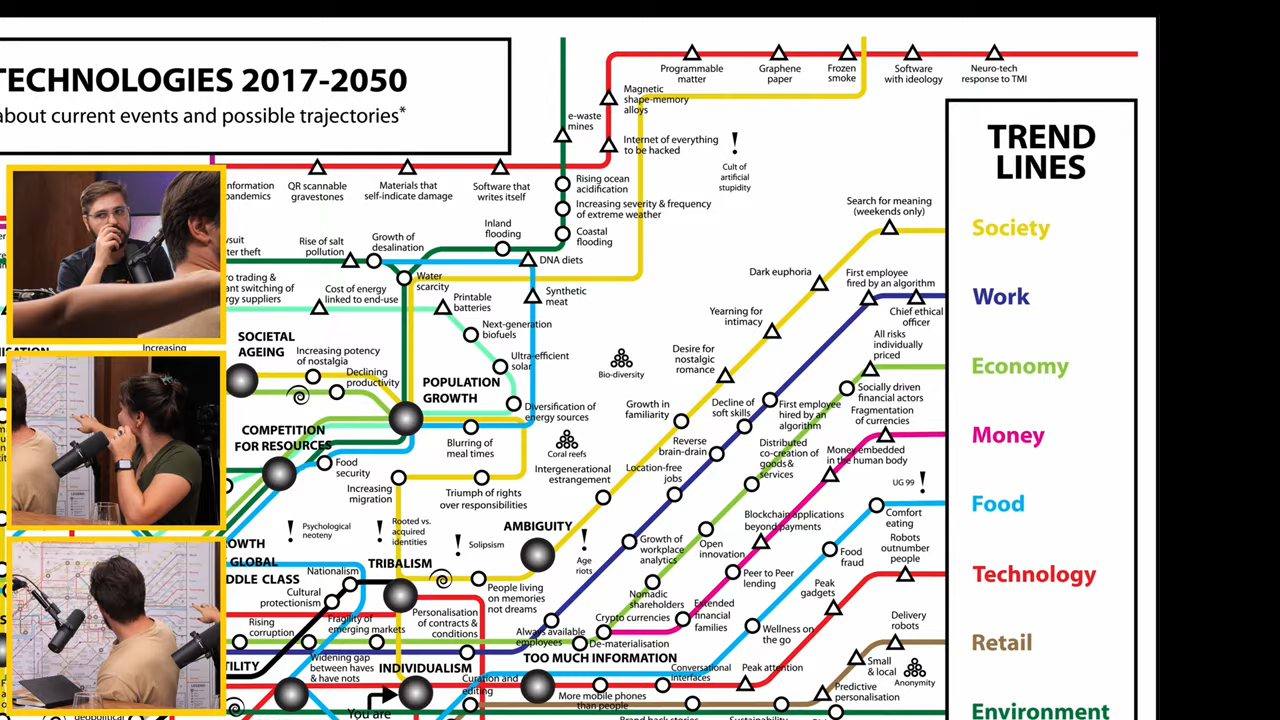 TECHNOLOGIES 2017-2050
about current events and possible trajectories*
TREND
LINES
Society
Work
Economy
Money
Food
Technology
Retail
Environment
Programmable
matter
Graphene
paper
Frozen
smoke
Software
with ideology
Neuro-tech
response to TMI
Magnetic
shape-memory
alloys
e-waste
mines
Internet of everything
to be hacked
!
Cult of
artificial
stupidity
QR scannable
gravestones
Materials that
self-indicate damage
Software that
writes itself
Rising ocean
acidification
Increasing severity & frequency
of extreme weather
Coastal
flooding
Inland
flooding
Rise of salt
pollution
Growth of
desalination
DNA diets
Water
scarcity
Cost of energy
linked to end-use
Printable
batteries
Synthetic
meat
Next-generation
biofuels
Ultra-efficient
solar
Diversification of
energy sources
SOCIETAL
AGEING
Increasing potency
of nostalgia
Declining
productivity
POPULATION
GROWTH
COMPETITION
FOR RESOURCES
Food
security
Blurring of
meal times
Increasing
migration
Triumph of rights
over responsibilities
Bio-diversity
Coral reefs
Intergenerational
estrangement
Search for meaning
(weekends only)
Dark euphoria
Yearning for
intimacy
Desire for
nostalgic
romance
Growth in
familiarity
First employee
fired by an algorithm
Chief ethical
officer
All risks
individually
priced
Decline of
soft skills
First employee
hired by an
algorithm
Socially driven
financial actors
Fragmentation
of currencies
Reverse
brain-drain
Distributed
co-creation of
goods &
services
Money embedded
in the human body
Location-free
jobs
UG 99 !
Blockchain applications
beyond payments
Comfort
eating
! Psychological
neoteny
! Rooted vs.
acquired
identities
! Solipsism
AMBIGUITY
!
Age
riots
Growth of
workplace
analytics
Open
innovation
Food
fraud
Robots
outnumber
people
GLOBAL
Nationalism
TRIBALISM
Cultural
protectionism
People living
on memories
not dreams
Nomadic
shareholders
Peer to Peer
lending
Peak
gadgets
Rising
corruption
Fragility of
emerging markets
Personalisation
of contracts &
conditions
Always available
employees
Crypto currencies
Extended
financial
families
De-materialisation
Wellness on
the go
Delivery
robots
Widening gap
between haves
& have nots
INDIVIDUALISM
TOO MUCH INFORMATION
Curation and
editing
Conversational
interfaces
Peak attention
Small
& local
Anonymity
More mobile phones
than people
Predictive
personalisation
You are